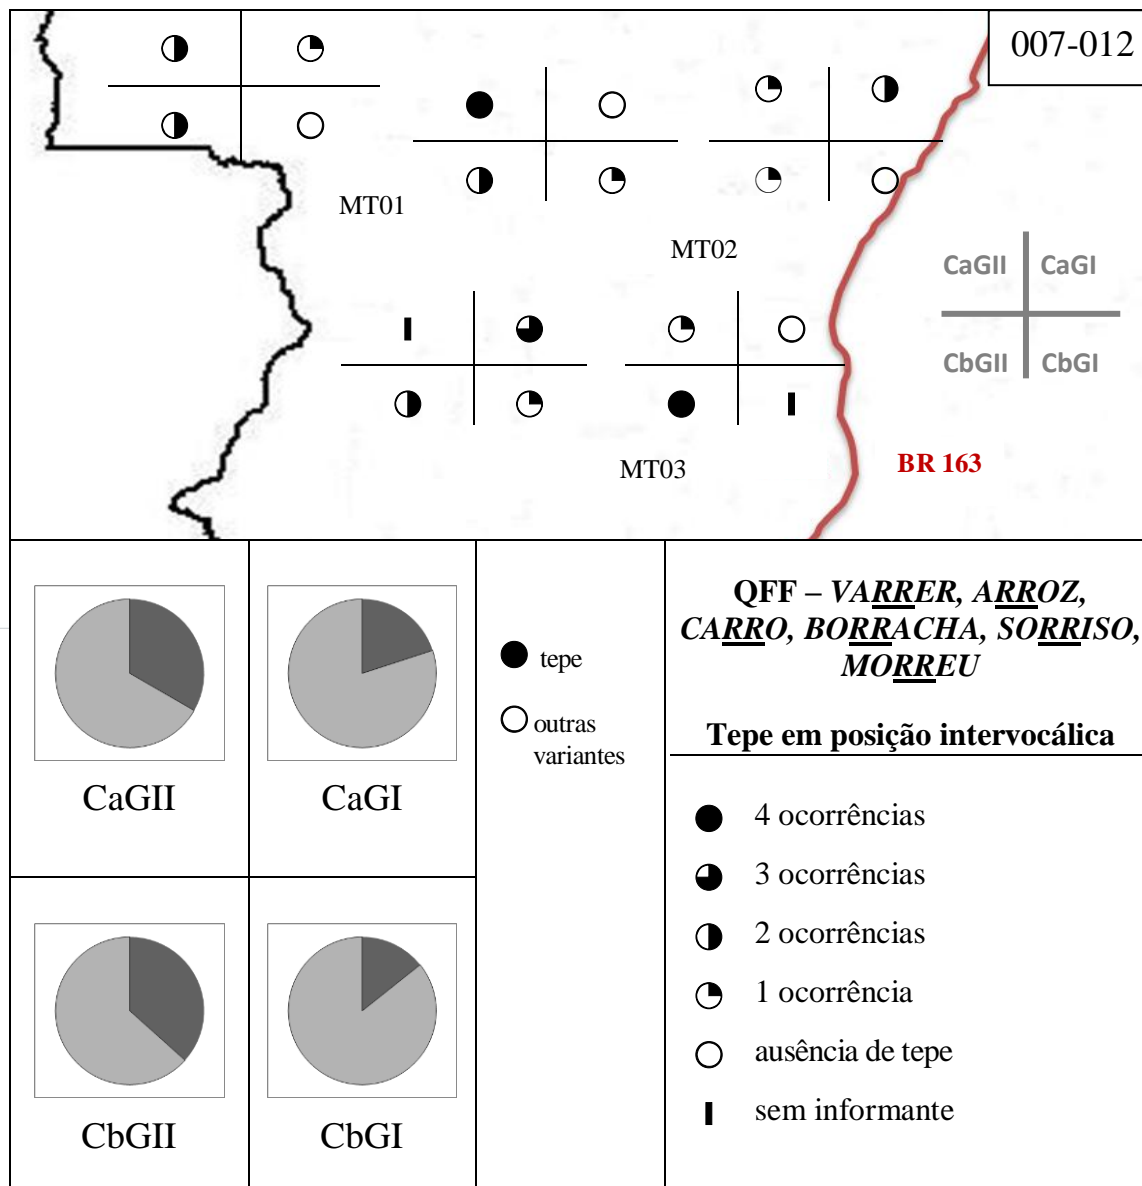 007-012
MT01
MT02
CaGII CaGI
CbGII CbGI
MT03
BR 163
CaGII
CaGI
CbGII
CbGI
tepe
outras
variantes
QFF – VARRER, ARROZ,
CARRO, BORRACHA, SORRISO,
MORREU
Tepe em posição intervocálica
4 ocorrências
3 ocorrências
2 ocorrências
1 ocorrência
ausência de tepe
sem informante